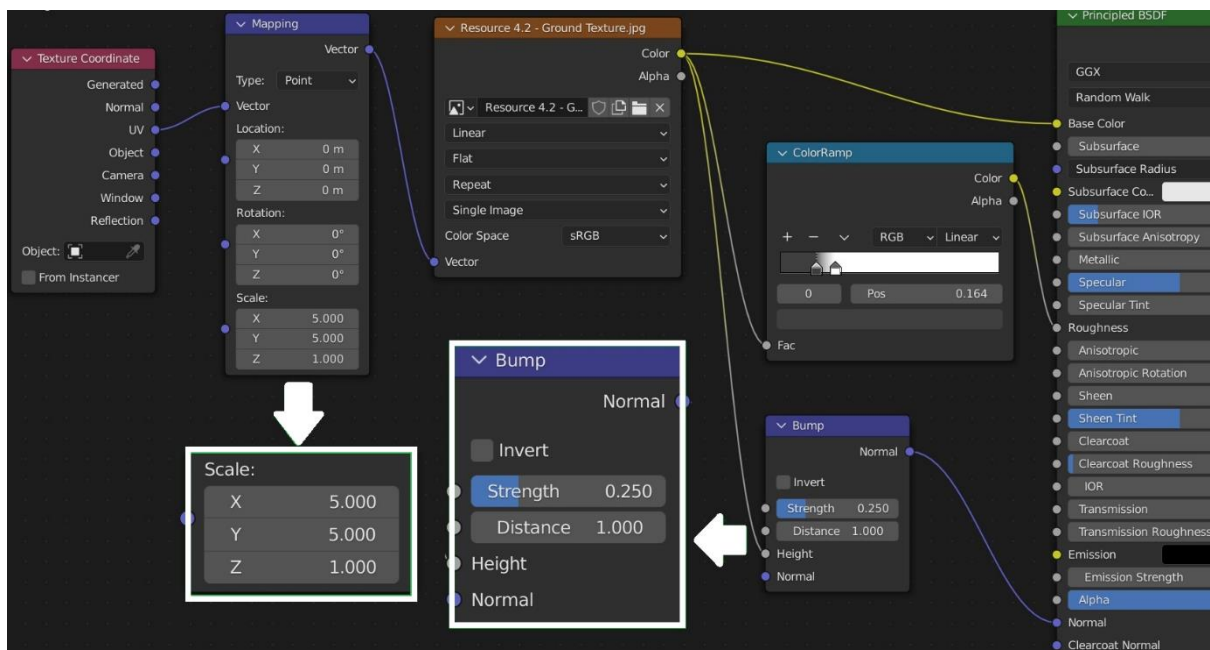 Texture Coordinate
Generated
Normal
UV
Object
Camera
Window
Reflection
Object:
From Instancer
Mapping
Vector
Type: Point
Vector
Location:
X 0 m
Y 0 m
Z 0 m
Rotation:
X 0°
Y 0°
Z 0°
Scale:
X 5.000
Y 5.000
Z 1.000
Scale:
X 5.000
Y 5.000
Z 1.000
Resource 4.2 - Ground Texture.jpg
Color
Alpha
Resource 4.2 - G...
Linear
Flat
Repeat
Single Image
Color Space sRGB
Vector
Bump
Normal
Invert
Strength 0.250
Distance 1.000
Height
Normal
ColorRamp
Color
Alpha
+ − RGB Linear
0 Pos 0.164
Fac
Bump
Normal
Invert
Strength 0.250
Distance 1.000
Height
Normal
Principled BSDF
GGX
Random Walk
Base Color
Subsurface
Subsurface Radius
Subsurface Co...
Subsurface IOR
Subsurface Anisotropy
Metallic
Specular
Specular Tint
Roughness
Anisotropic
Anisotropic Rotation
Sheen
Sheen Tint
Clearcoat
Clearcoat Roughness
IOR
Transmission
Transmission Roughness
Emission
Emission Strength
Alpha
Normal
Clearcoat Normal